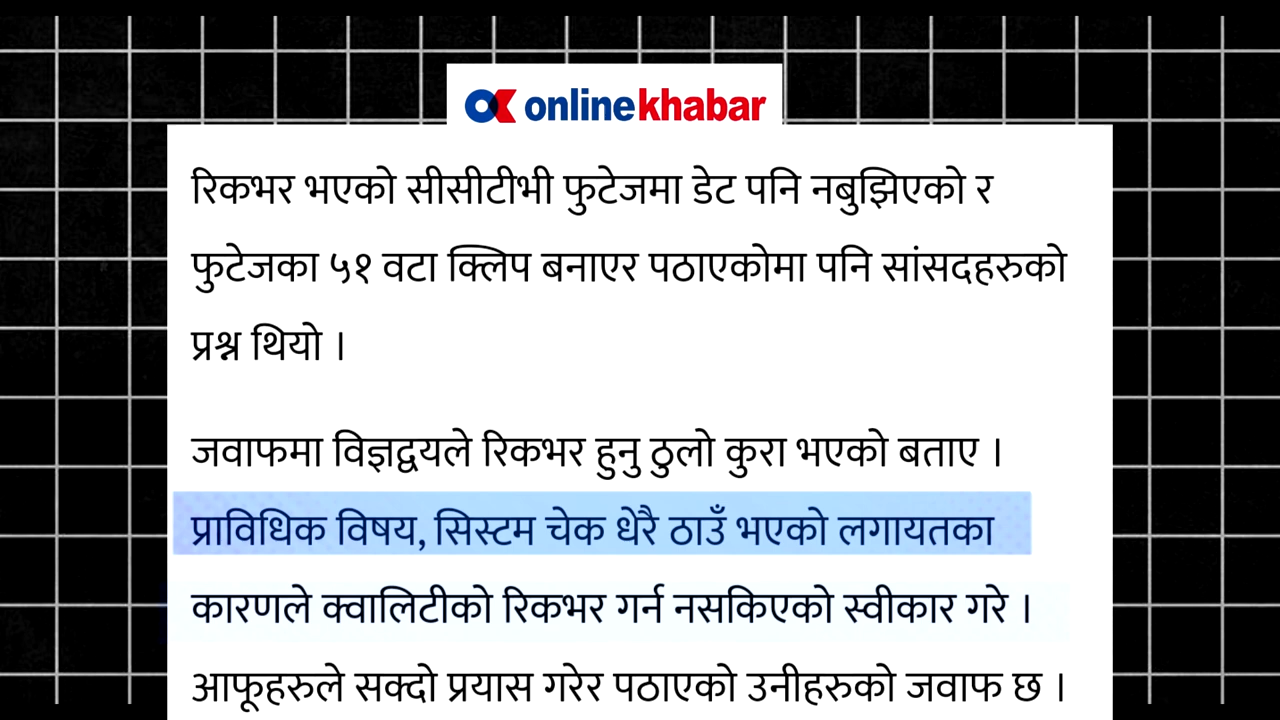 onlinekhabar
रिकभर भएको सीसीटीभी फुटेजमा डेट पनि नबुझिएको र
फुटेजका ५१ वटा क्लिप बनाएर पठाएकोमा पनि सांसदहरुको
प्रश्न थियो ।
जवाफमा विज्ञद्वयले रिकभर हुनु ठुलो कुरा भएको बताए ।
प्राविधिक विषय, सिस्टम चेक धेरै ठाउँ भएको लगायतका
कारणले क्वालिटीको रिकभर गर्न नसकिएको स्वीकार गरे ।
आफूहरुले सक्दो प्रयास गरेर पठाएको उनीहरुको जवाफ छ ।